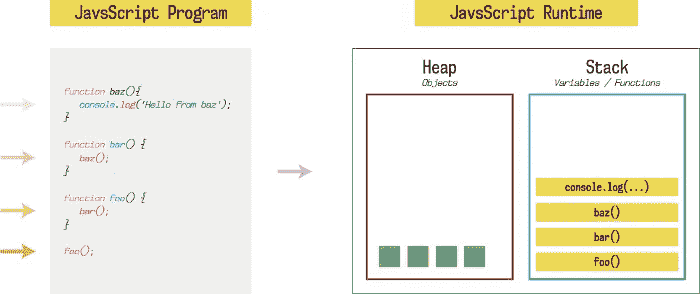 JavsScript Program
function baz(){
console.log('Hello from baz');
}
function bar() {
baz();
}
function foo() {
bar();
}
foo();
JavsScript Runtime
Heap
Objects
Stack
Variables / Functions
console.log(...)
baz()
bar()
foo()